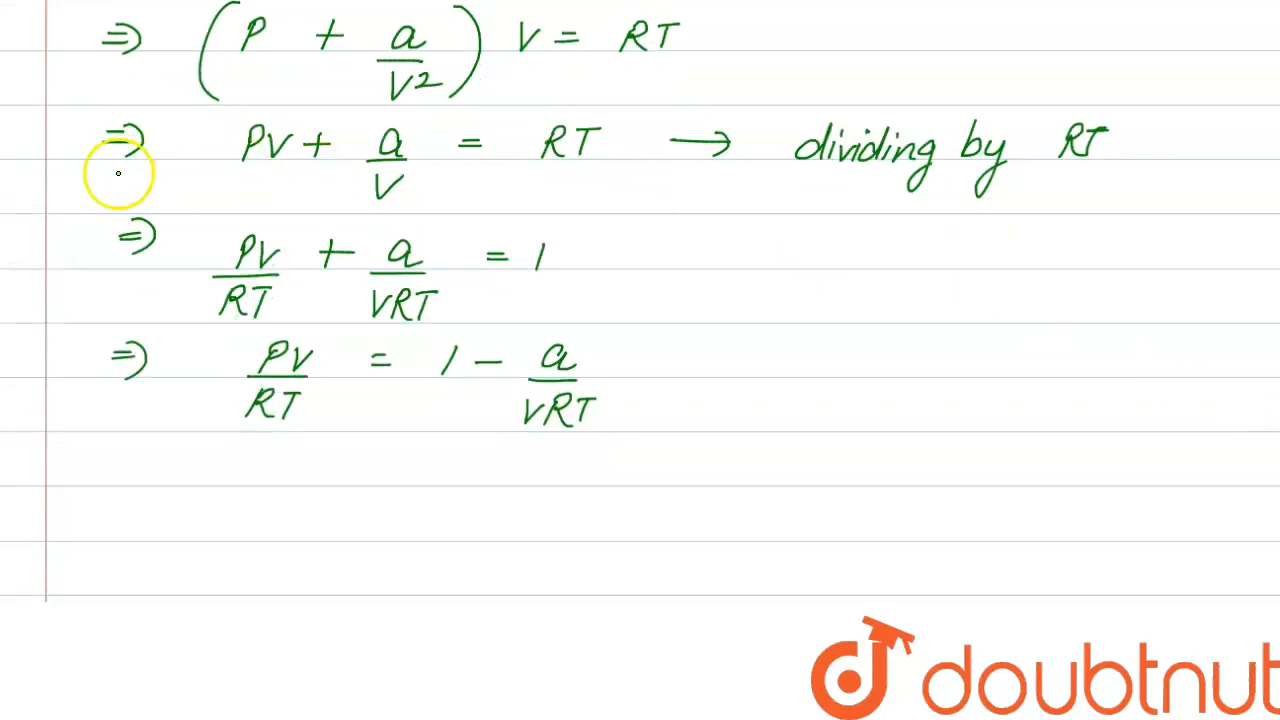 ⇒ (P + a/V²) V = RT
⇒ PV + a/V = RT → dividing by RT
⇒ PV/RT + a/VRT = 1
⇒ PV/RT = 1 - a/VRT
doubtnut